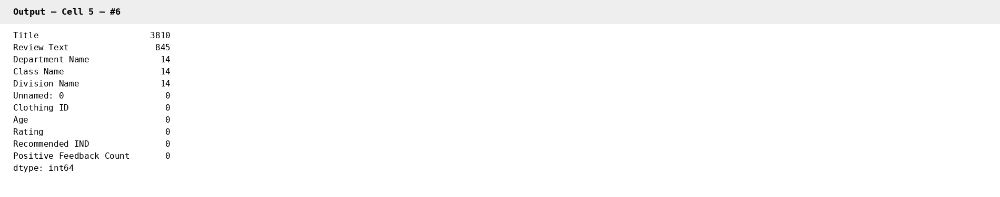 Output — Cell 5 — #6
Title                      3810
Review Text                 845
Department Name              14
Class Name                   14
Division Name                14
Unnamed: 0                    0
Clothing ID                   0
Age                           0
Rating                        0
Recommended IND               0
Positive Feedback Count       0
dtype: int64